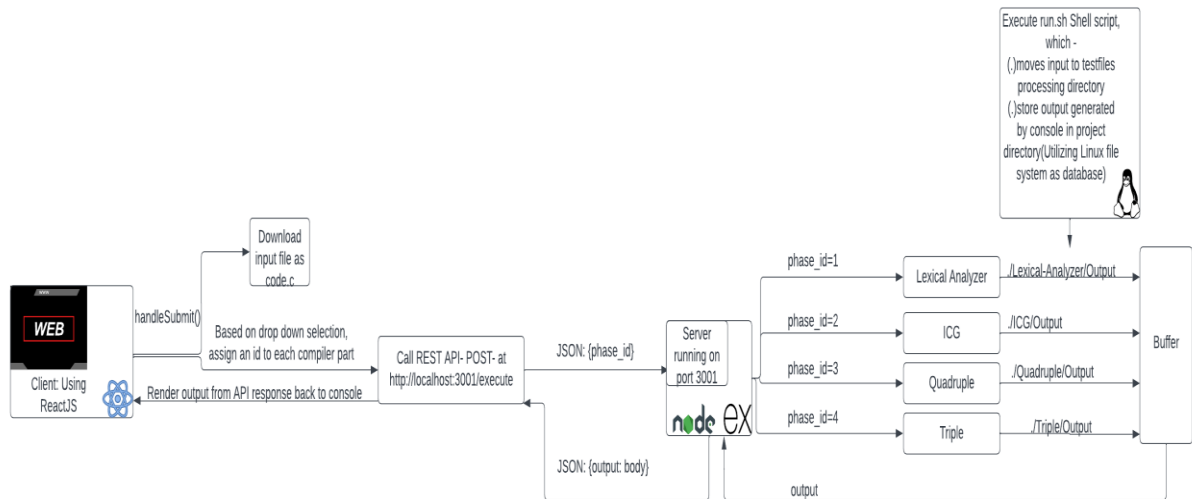 Execute run.sh Shell script,
which -
(.)moves input to testfiles
processing directory
(.)store output generated
by console in project
directory(Utilizing Linux file
system as database)
Download
input file as
code.c
handleSubmit()
WEB
Client: Using
ReactJS
Based on drop down selection,
assign an id to each compiler part
Render output from API response back to console
Call REST API- POST- at
http://localhost:3001/execute
JSON: {phase_id}
JSON: {output: body}
Server
running on
port 3001
node
ex
phase_id=1
Lexical Analyzer
./Lexical-Analyzer/Output
phase_id=2
ICG
./ICG/Output
phase_id=3
Quadruple
./Quadruple/Output
phase_id=4
Triple
./Triple/Output
Buffer
output